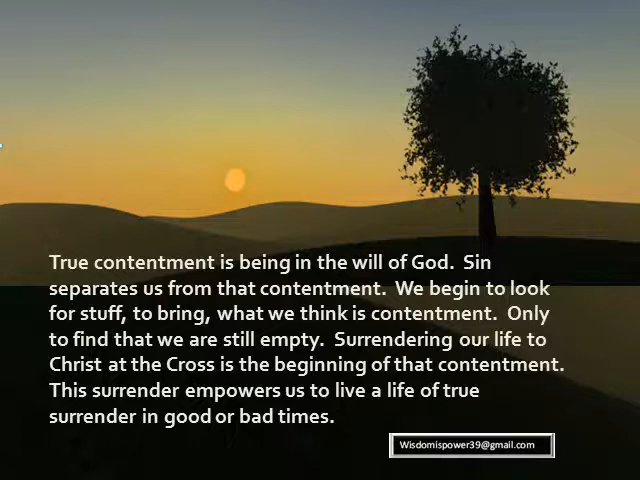 True contentment is being in the will of God.  Sin
separates us from that contentment.  We begin to look
for stuff, to bring, what we think is contentment.  Only
to find that we are still empty.  Surrendering our life to
Christ at the Cross is the beginning of that contentment.
This surrender empowers us to live a life of true
surrender in good or bad times.
Wisdomispower39@gmail.com